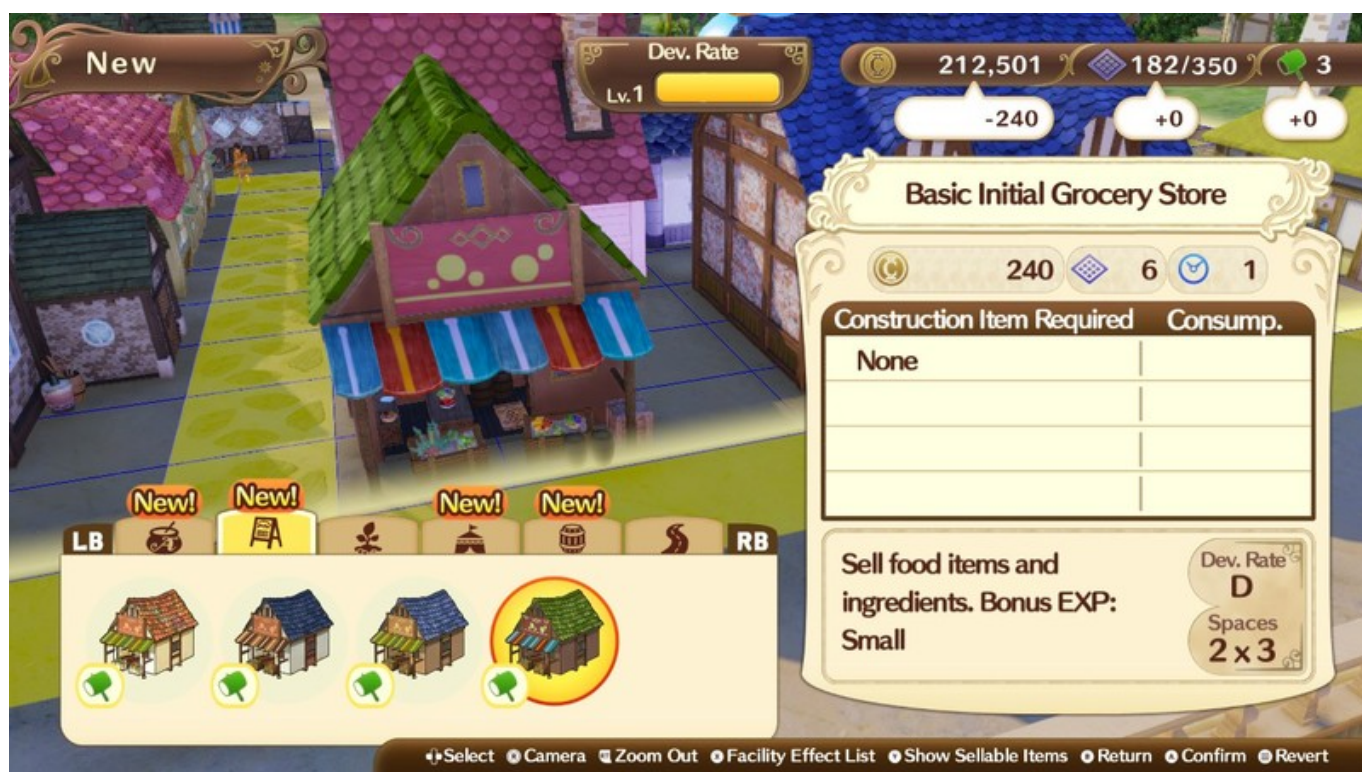 New
Dev. Rate
Lv.1
212,501
182/350
3
-240
+0
+0
Basic Initial Grocery Store
240
6
1
Construction Item Required
Consump.
None
New!
New!
New!
New!
LB
RB
Sell food items and
ingredients. Bonus EXP:
Small
Dev. Rate
D
Spaces
2 x 3
Select Camera Zoom Out Facility Effect List Show Sellable Items Return Confirm Revert